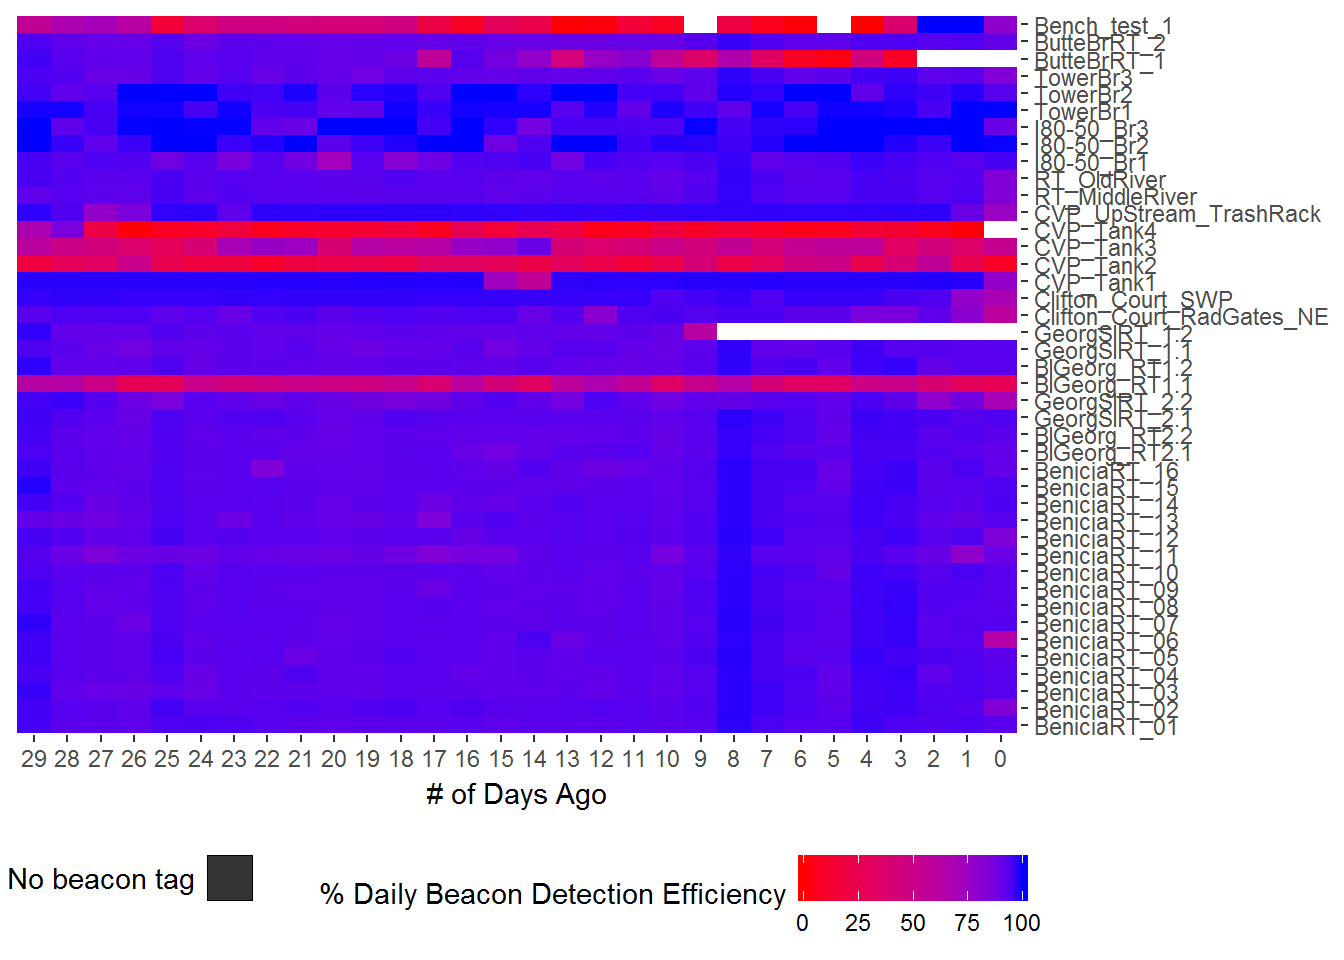 Bench_test_1
ButteBrRT_2
ButteBrRT_1
TowerBr3
TowerBr2
TowerBr1
I80-50_Br3
I80-50_Br2
I80-50_Br1
RT_OldRiver
RT_MiddleRiver
CVP_UpStream_TrashRack
CVP_Tank4
CVP_Tank3
CVP_Tank2
CVP_Tank1
Clifton_Court_SWP
Clifton_Court_RadGates_NE
GeorgSlRT_1.2
GeorgSlRT_1.1
BlGeorg_RT1.2
BlGeorg_RT1.1
GeorgSlRT_2.2
GeorgSlRT_2.1
BlGeorg_RT2.2
BlGeorg_RT2.1
BeniciaRT_16
BeniciaRT_15
BeniciaRT_14
BeniciaRT_13
BeniciaRT_12
BeniciaRT_11
BeniciaRT_10
BeniciaRT_09
BeniciaRT_08
BeniciaRT_07
BeniciaRT_06
BeniciaRT_05
BeniciaRT_04
BeniciaRT_03
BeniciaRT_02
BeniciaRT_01
29 28 27 26 25 24 23 22 21 20 19 18 17 16 15 14 13 12 11 10 9 8 7 6 5 4 3 2 1 0
# of Days Ago
No beacon tag
% Daily Beacon Detection Efficiency
0 25 50 75 100